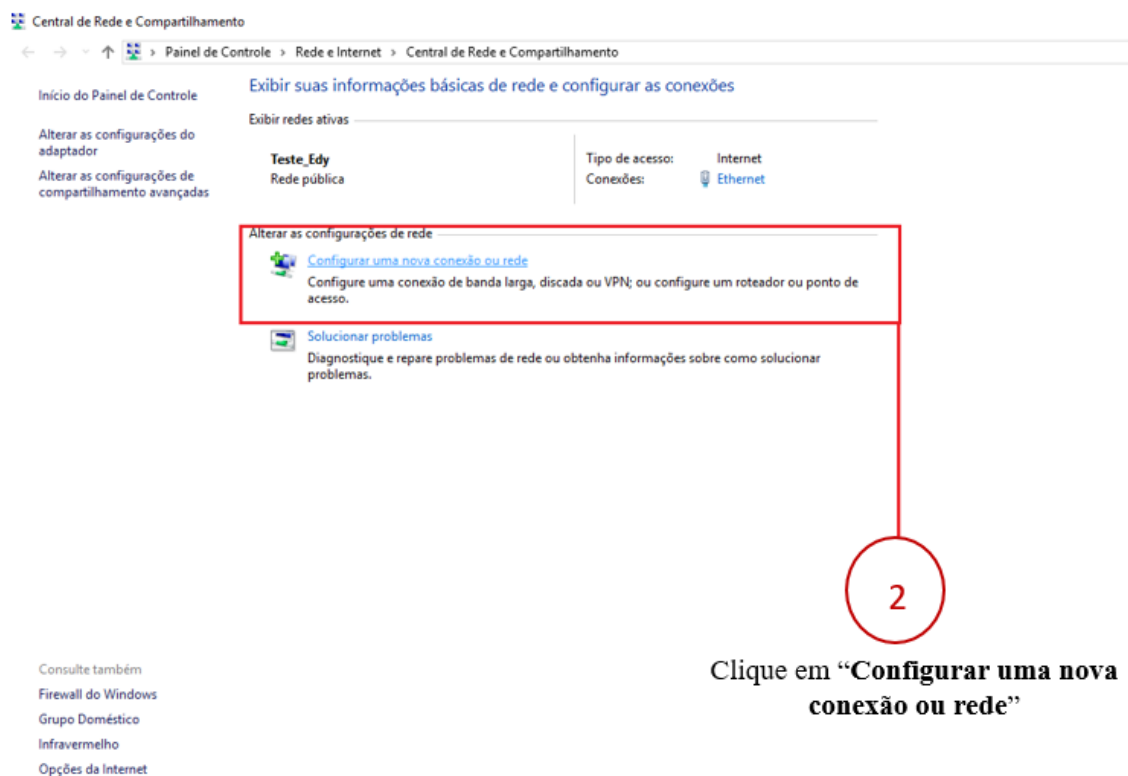 Central de Rede e Compartilhamento
Painel de Controle › Rede e Internet › Central de Rede e Compartilhamento
Início do Painel de Controle
Alterar as configurações do
adaptador
Alterar as configurações de
compartilhamento avançadas
Exibir suas informações básicas de rede e configurar as conexões
Exibir redes ativas
Teste_Edy
Rede pública
Tipo de acesso: Internet
Conexões: Ethernet
Alterar as configurações de rede
Configurar uma nova conexão ou rede
Configure uma conexão de banda larga, discada ou VPN; ou configure um roteador ou ponto de
acesso.
Solucionar problemas
Diagnostique e repare problemas de rede ou obtenha informações sobre como solucionar
problemas.
2
Clique em “Configurar uma nova
conexão ou rede”
Consulte também
Firewall do Windows
Grupo Doméstico
Infravermelho
Opções da Internet